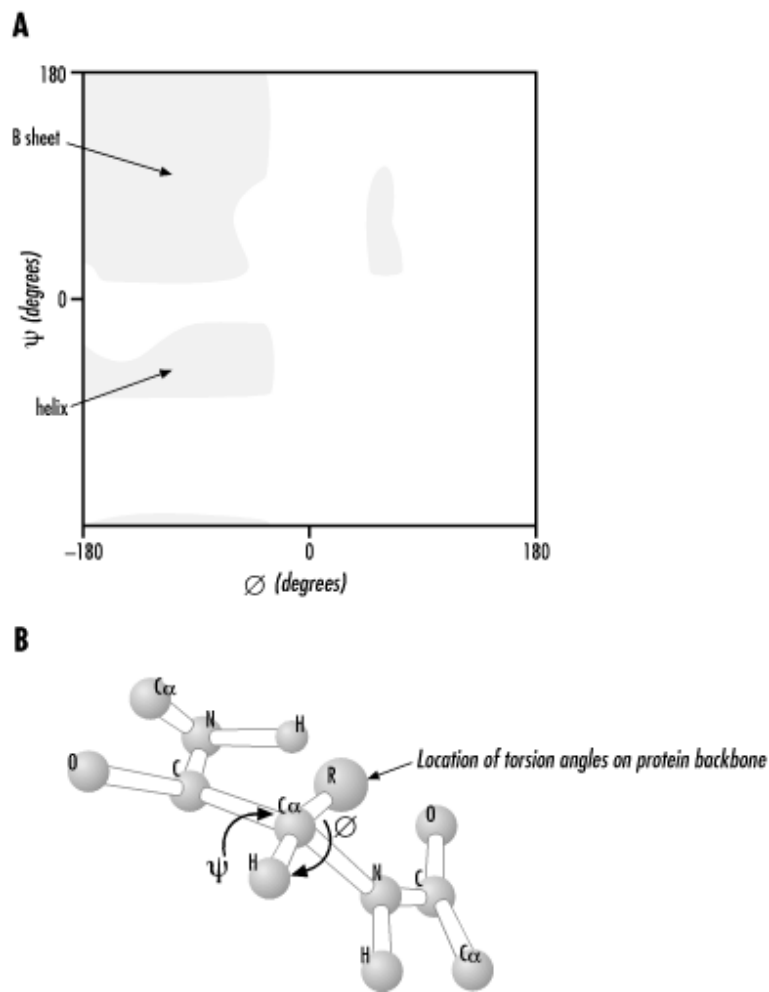 A
180
B sheet
ψ (degrees)
0
helix
–180 0 180
∅ (degrees)
B
Cα
N
H
O
C
R
Location of torsion angles on protein backbone
Cα
∅
O
ψ
H
N
C
H
Cα